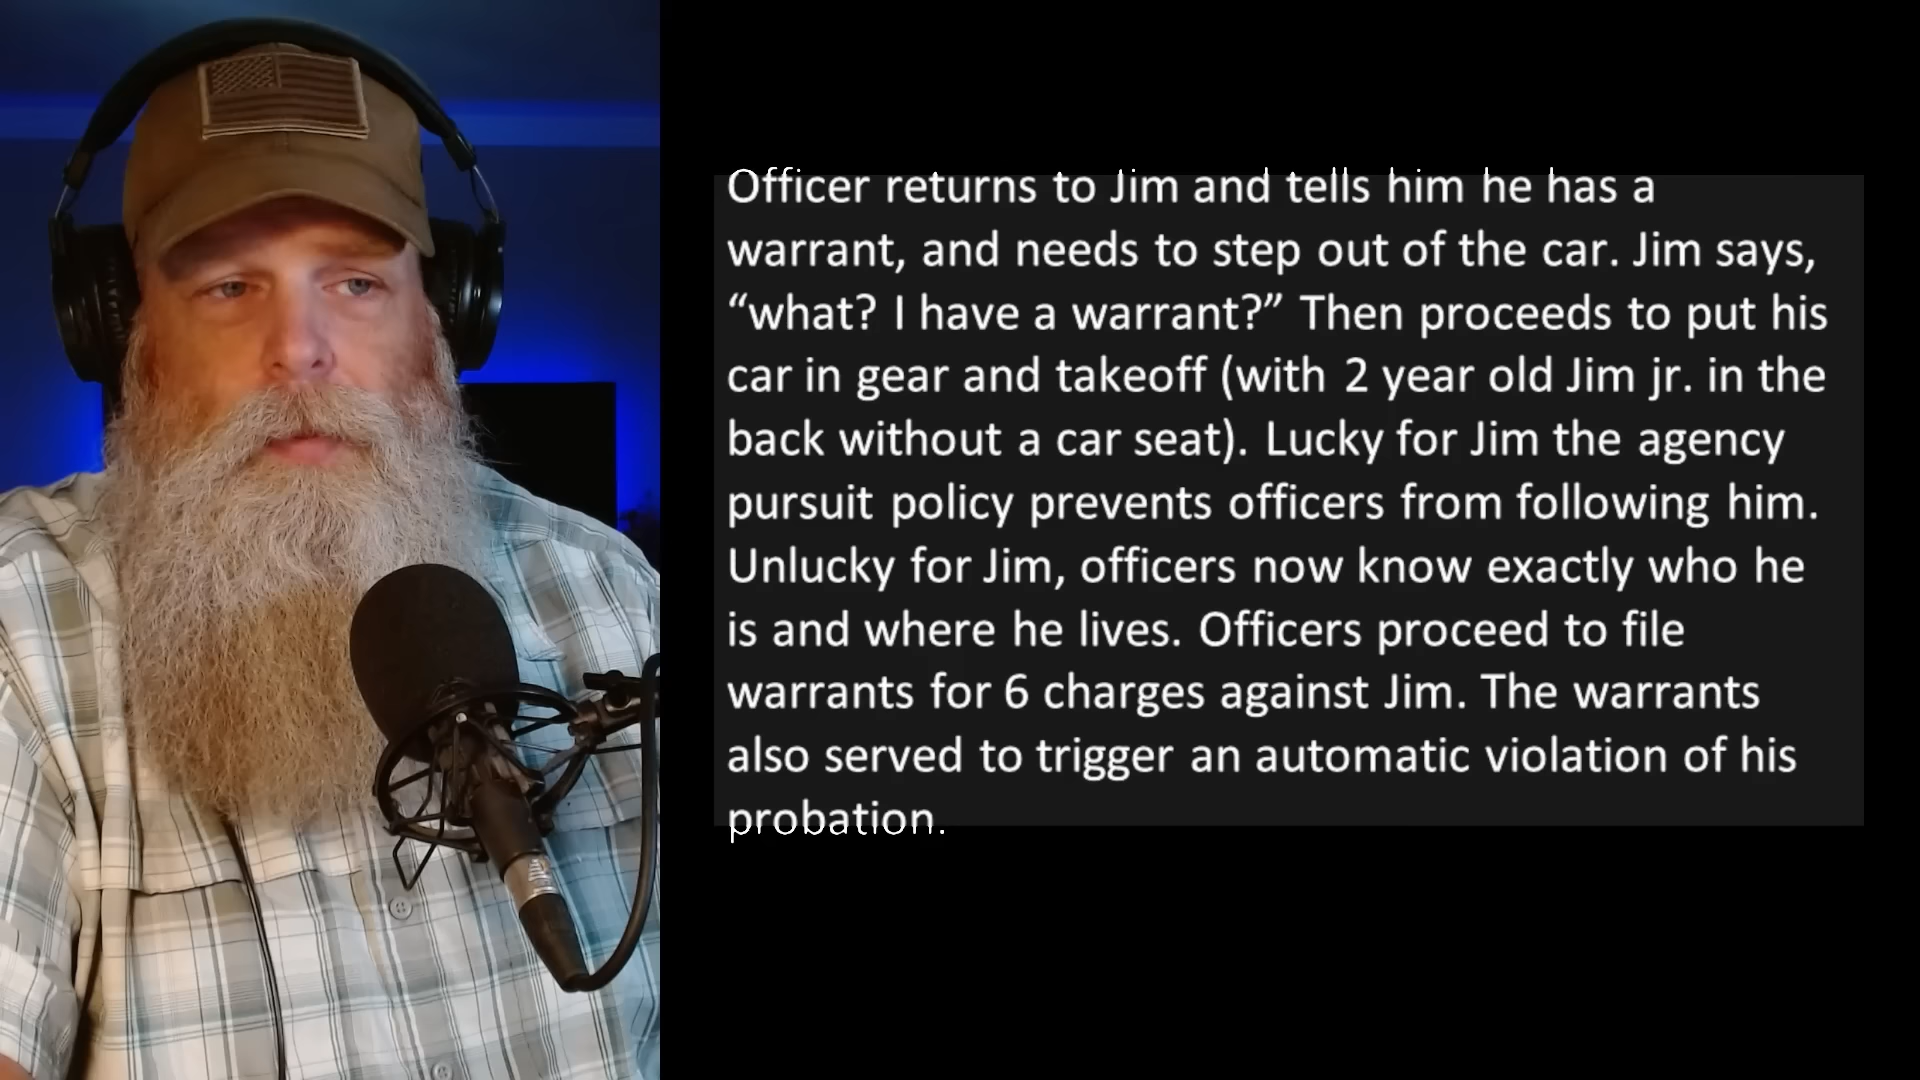 Officer returns to Jim and tells him he has a
warrant, and needs to step out of the car. Jim says,
“what? I have a warrant?” Then proceeds to put his
car in gear and takeoff (with 2 year old Jim jr. in the
back without a car seat). Lucky for Jim the agency
pursuit policy prevents officers from following him.
Unlucky for Jim, officers now know exactly who he
is and where he lives. Officers proceed to file
warrants for 6 charges against Jim. The warrants
also served to trigger an automatic violation of his
probation.